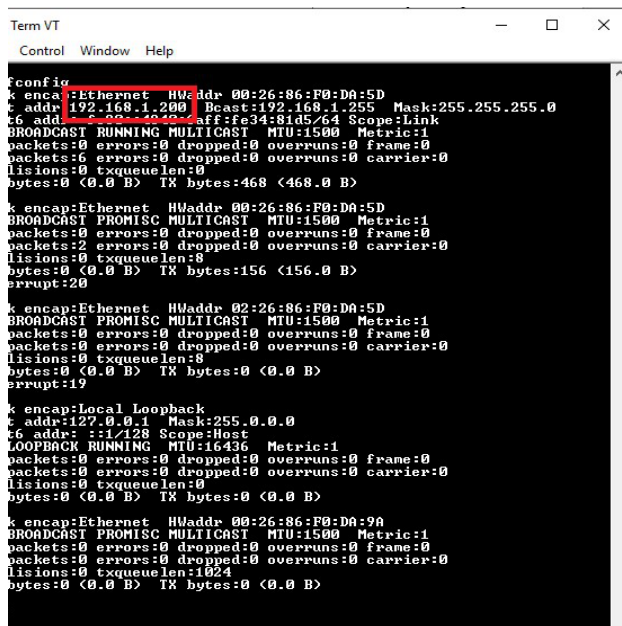 Term VT
Control Window Help
fconfig
k encap:Ethernet HWaddr 00:26:86:F0:DA:5D
t addr:192.168.1.200 Bcast:192.168.1.255 Mask:255.255.255.0
t6 addr: aff:fe34:81d5/64 Scope:Link
BROADCAST RUNNING MULTICAST MTU:1500 Metric:1
packets:0 errors:0 dropped:0 overruns:0 frame:0
packets:6 errors:0 dropped:0 overruns:0 carrier:0
lisions:0 txqueuelen:0
bytes:0 (0.0 B) TX bytes:468 (468.0 B)
k encap:Ethernet HWaddr 00:26:86:F0:DA:5D
BROADCAST PROMISC MULTICAST MTU:1500 Metric:1
packets:0 errors:0 dropped:0 overruns:0 frame:0
packets:2 errors:0 dropped:0 overruns:0 carrier:0
lisions:0 txqueuelen:8
bytes:0 (0.0 B) TX bytes:156 (156.0 B)
errupt:20
k encap:Ethernet HWaddr 02:26:86:F0:DA:5D
BROADCAST PROMISC MULTICAST MTU:1500 Metric:1
packets:0 errors:0 dropped:0 overruns:0 frame:0
packets:0 errors:0 dropped:0 overruns:0 carrier:0
lisions:0 txqueuelen:8
bytes:0 (0.0 B) TX bytes:0 (0.0 B)
errupt:19
k encap:Local Loopback
t addr:127.0.0.1 Mask:255.0.0.0
t6 addr: ::1/128 Scope:Host
LOOPBACK RUNNING MTU:16436 Metric:1
packets:0 errors:0 dropped:0 overruns:0 frame:0
packets:0 errors:0 dropped:0 overruns:0 carrier:0
lisions:0 txqueuelen:0
bytes:0 (0.0 B) TX bytes:0 (0.0 B)
k encap:Ethernet HWaddr 00:26:86:F0:DA:9A
BROADCAST PROMISC MULTICAST MTU:1500 Metric:1
packets:0 errors:0 dropped:0 overruns:0 frame:0
packets:0 errors:0 dropped:0 overruns:0 carrier:0
lisions:0 txqueuelen:1024
bytes:0 (0.0 B) TX bytes:0 (0.0 B)